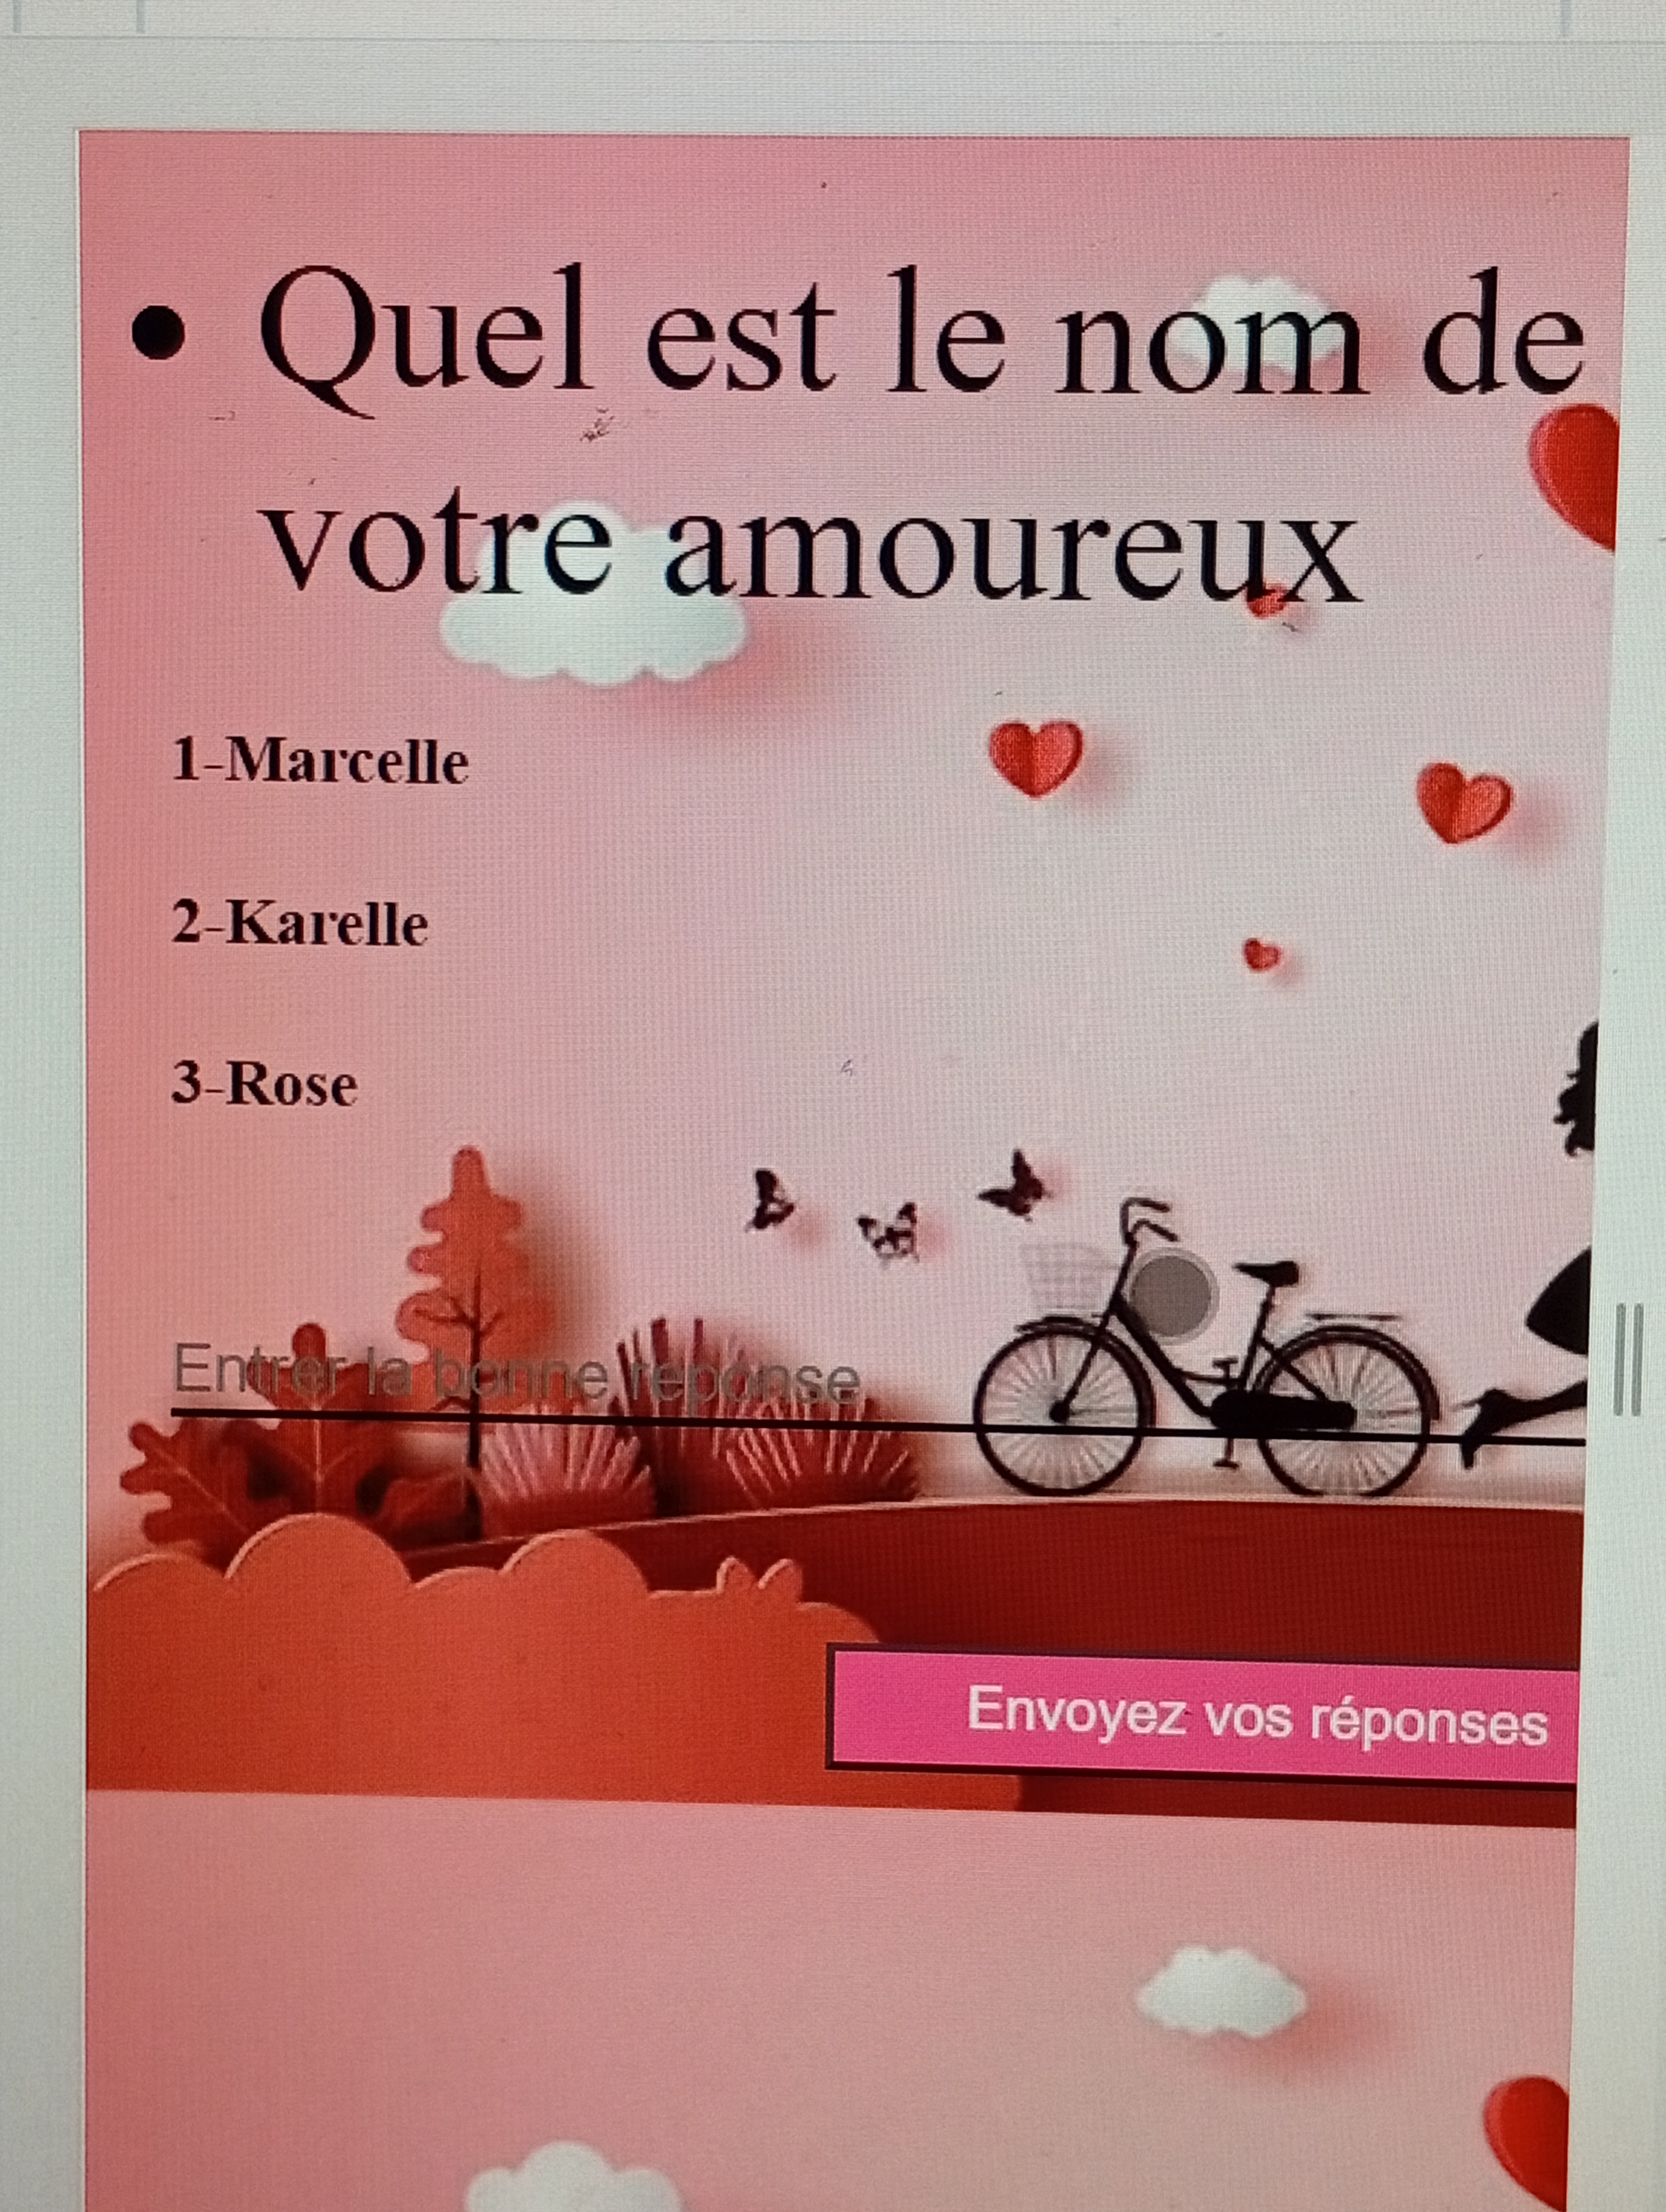 • Quel est le nom de
votre amoureux
1-Marcelle
2-Karelle
3-Rose
Entrer la bonne reponse
Envoyez vos réponses